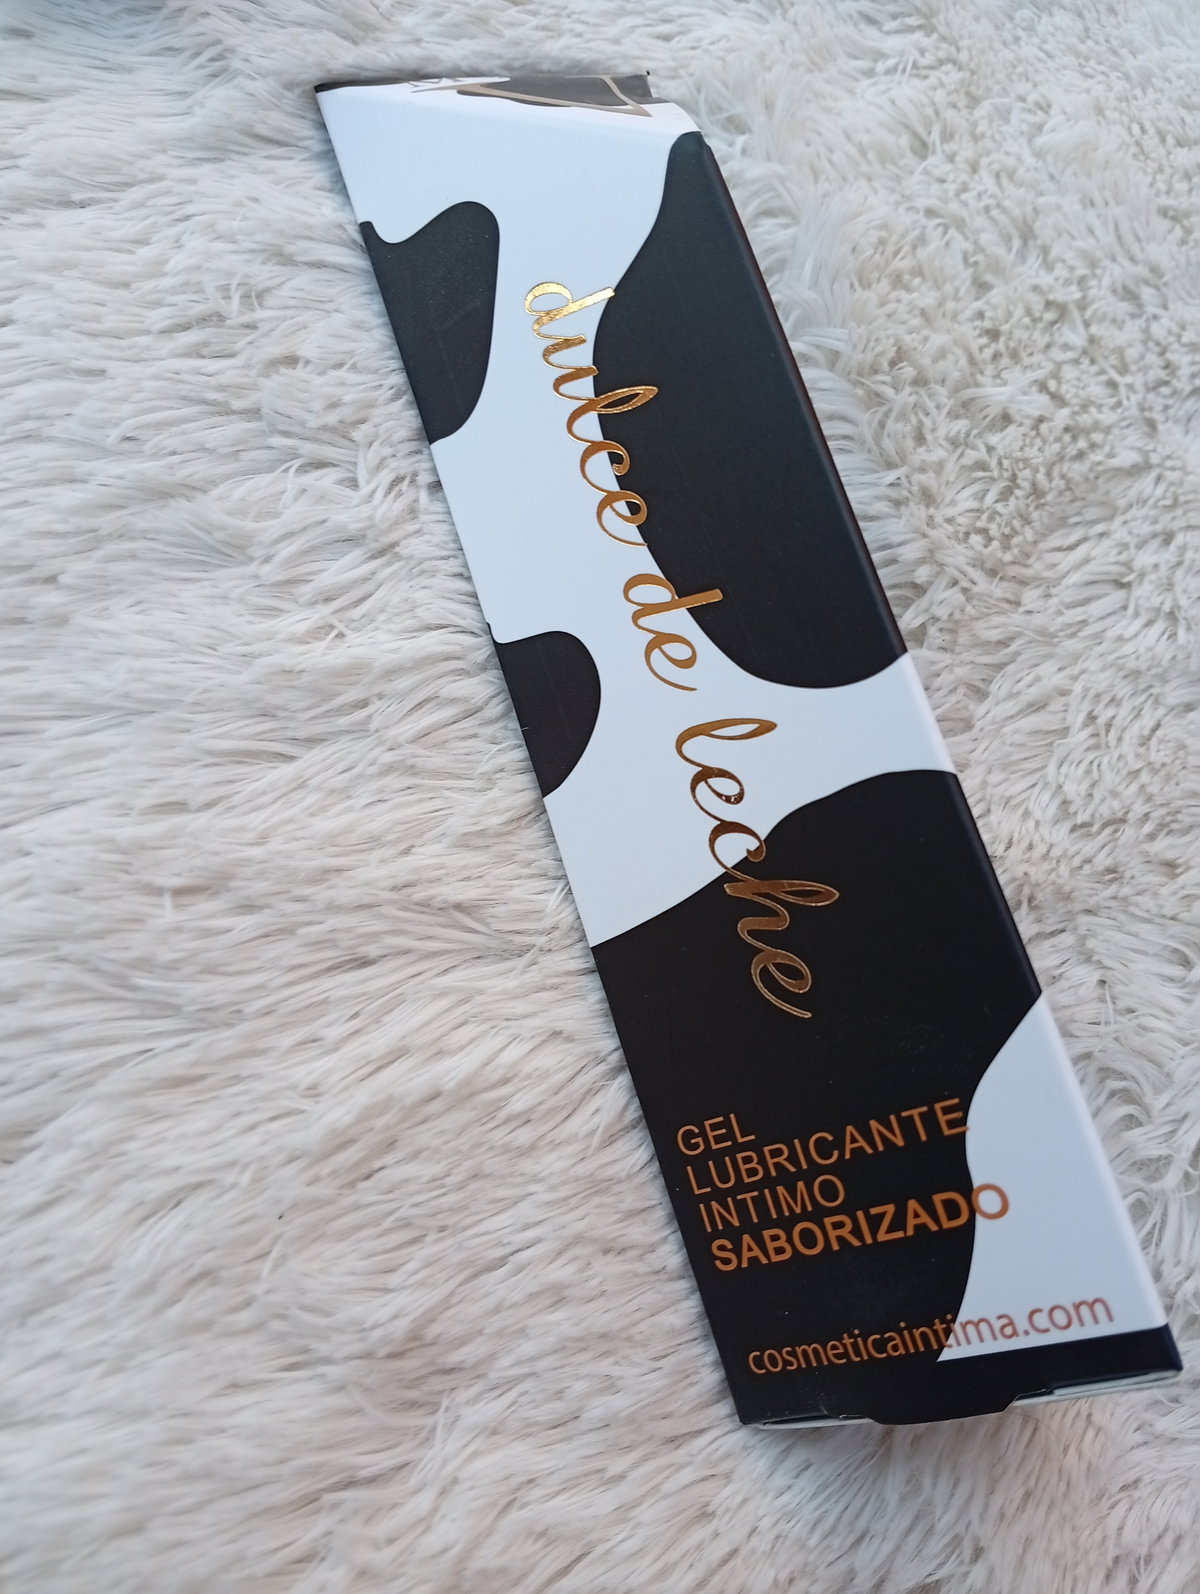 dulce de leche
GEL
LUBRICANTE
INTIMO
SABORIZADO
cosmeticaintima.com